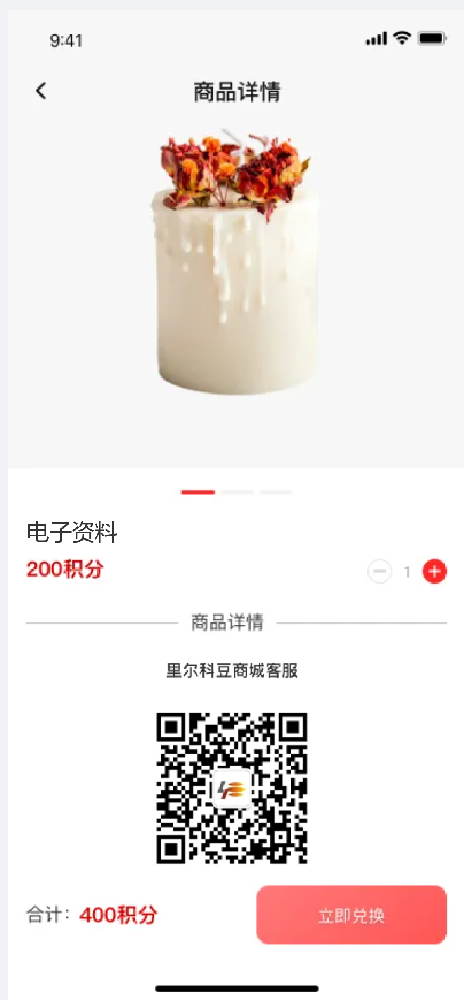 9:41
商品详情
电子资料
200积分
1
商品详情
里尔科豆商城客服
合计：400积分
立即兑换